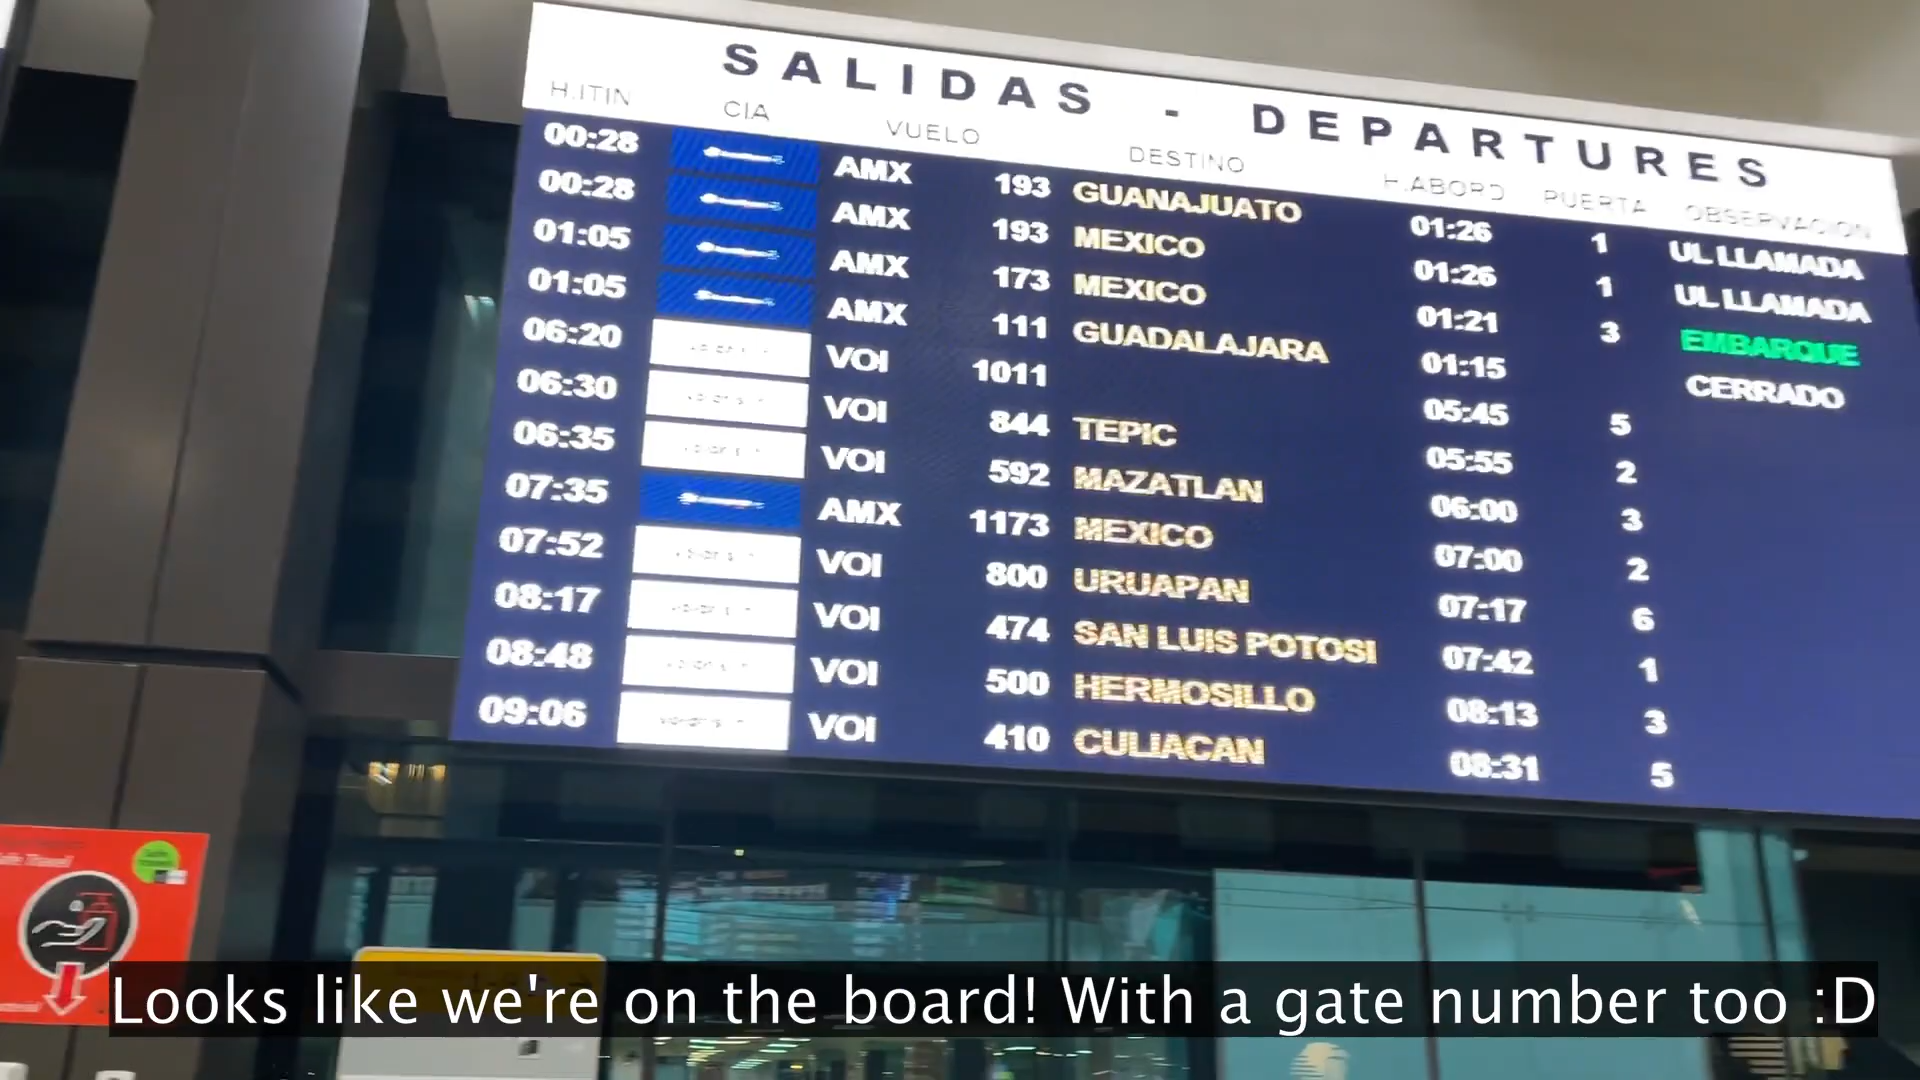 SALIDAS - DEPARTURES
H.ITIN CIA VUELO DESTINO H.ABORD PUERTA OBSERVACION
00:28 AMX 193 GUANAJUATO 01:26 1 UL LLAMADA
00:28 AMX 193 MEXICO 01:26 1 UL LLAMADA
01:05 AMX 173 MEXICO 01:21 3 EMBARQUE
01:05 AMX 111 GUADALAJARA 01:15 CERRADO
06:20 VOI 1011 05:45 5
06:30 VOI 844 TEPIC 05:55 2
06:35 VOI 592 MAZATLAN 06:00 3
07:35 AMX 1173 MEXICO 07:00 2
07:52 VOI 800 URUAPAN 07:17 6
08:17 VOI 474 SAN LUIS POTOSI 07:42 1
08:48 VOI 500 HERMOSILLO 08:13 3
09:06 VOI 410 CULIACAN 08:31 5
Travel
Looks like we're on the board! With a gate number too :D